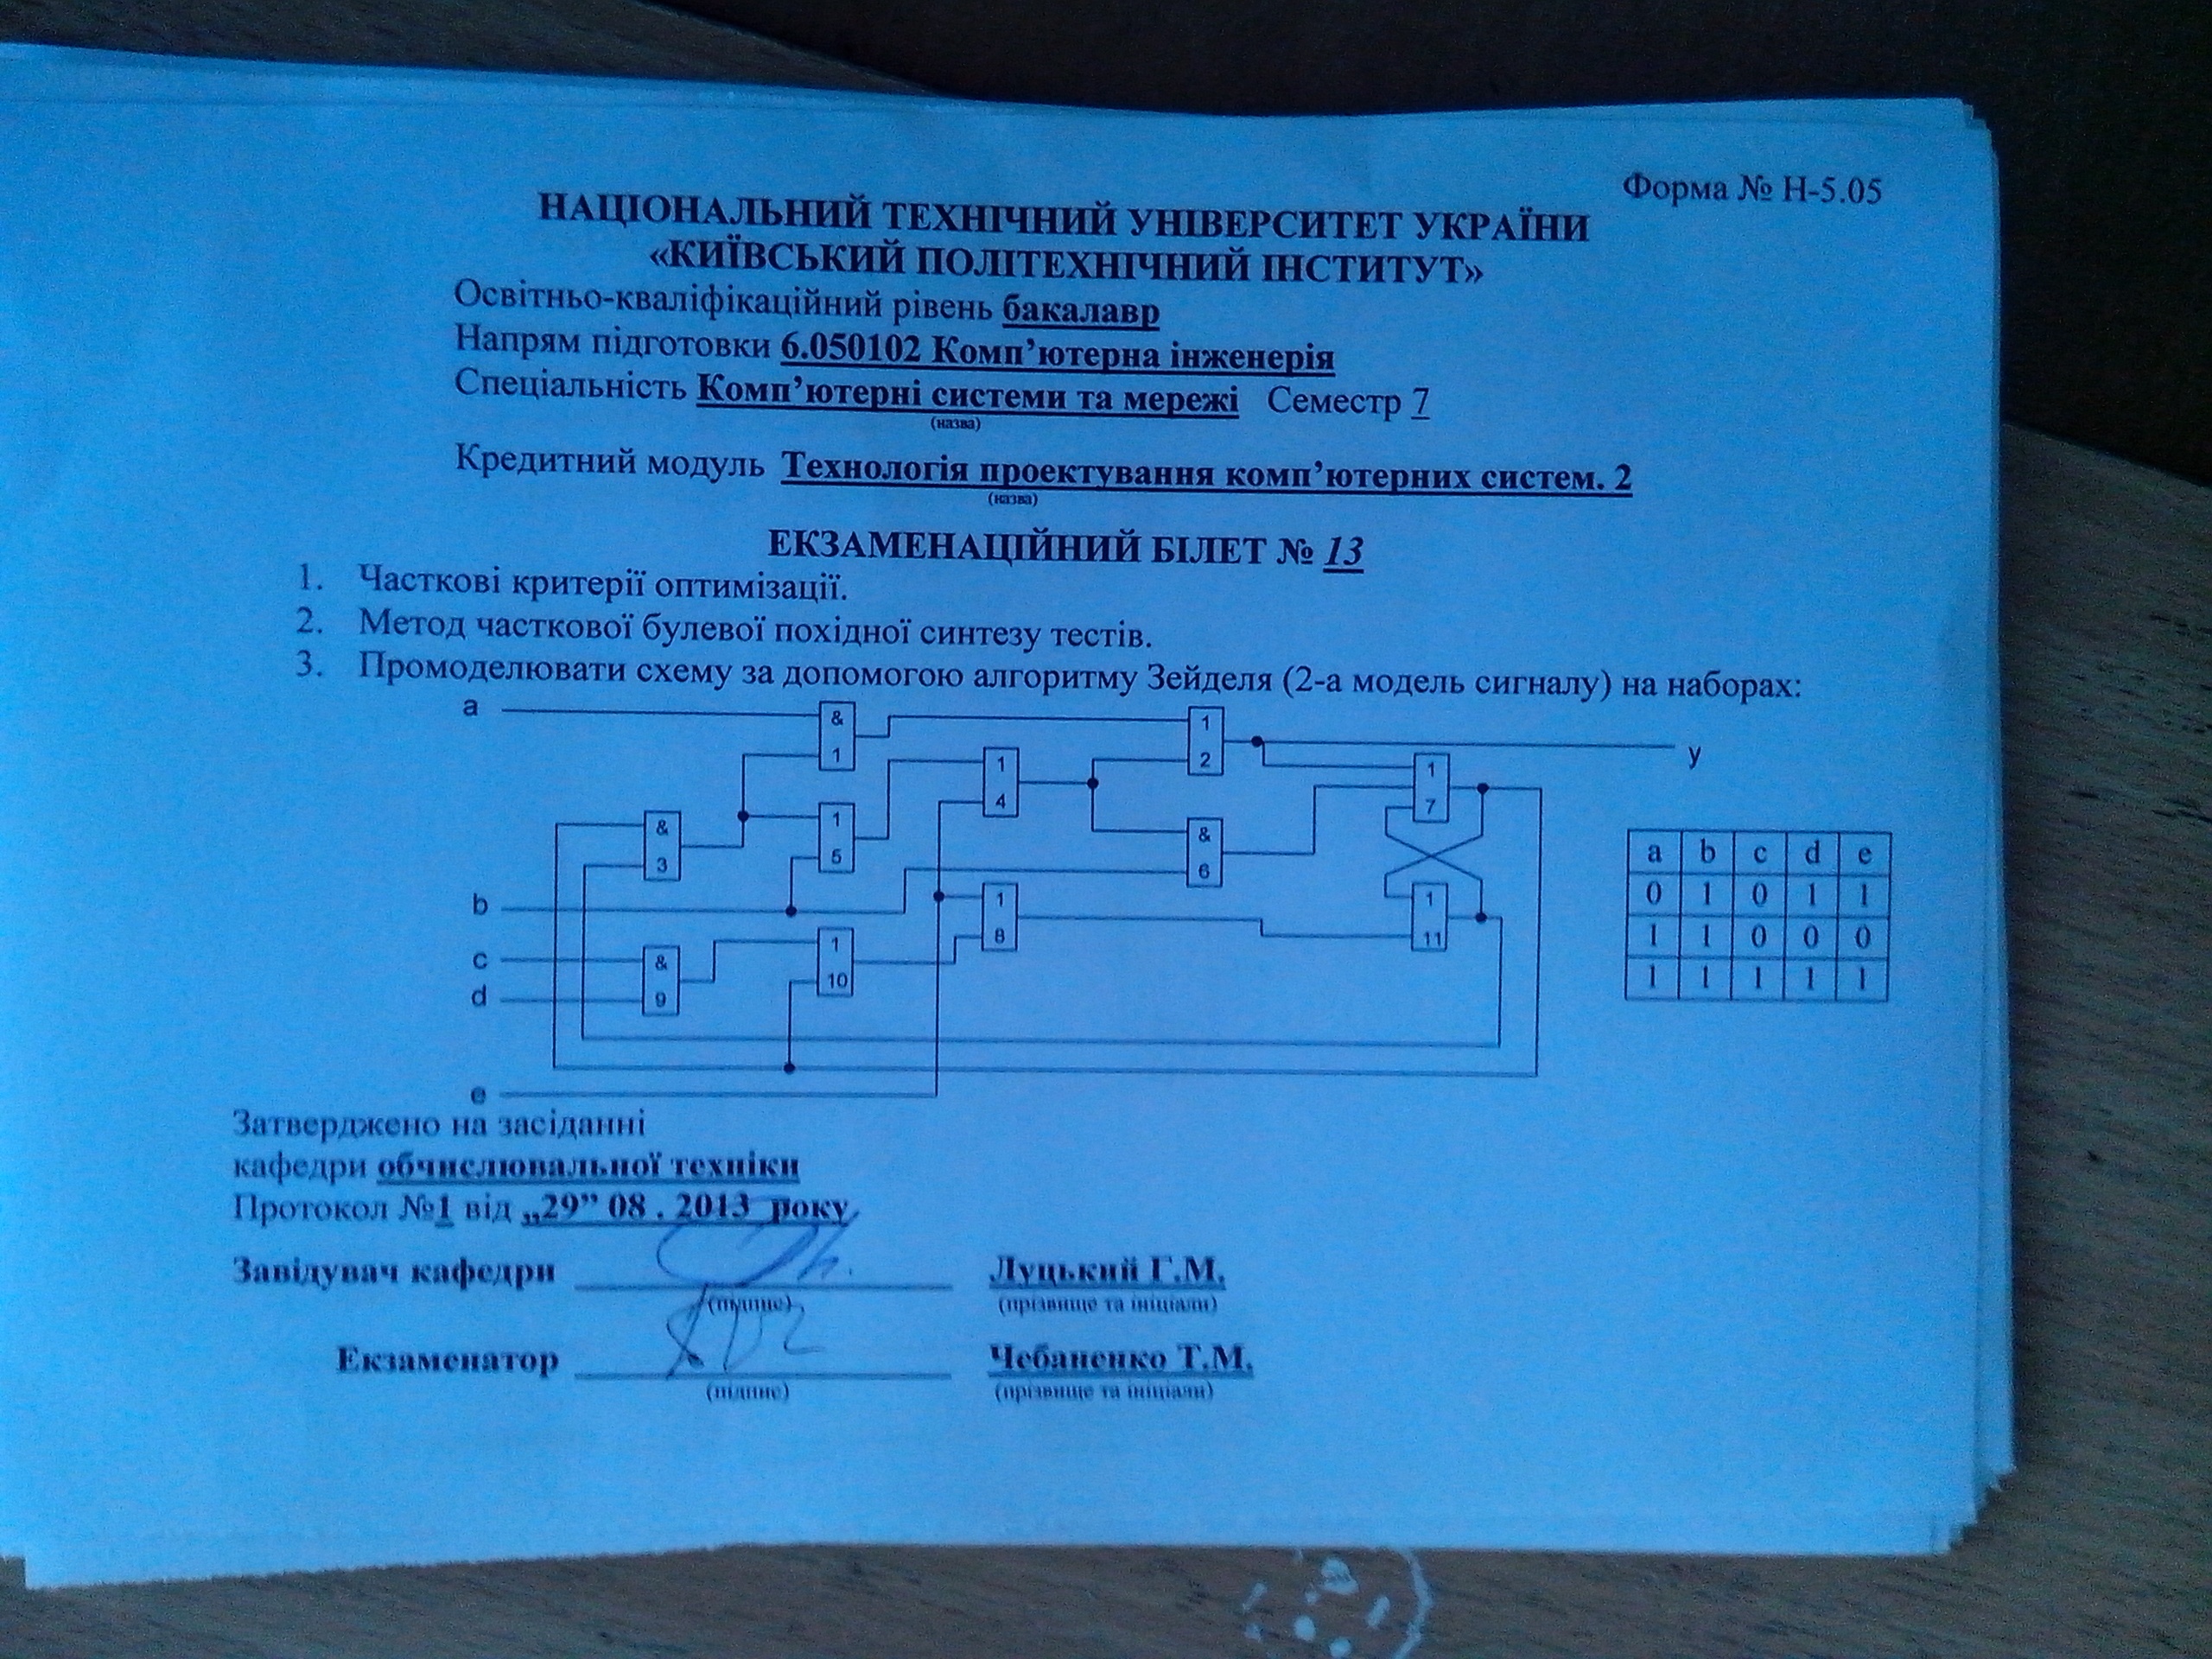 Форма № Н-5.05
НАЦІОНАЛЬНИЙ ТЕХНІЧНИЙ УНІВЕРСИТЕТ УКРАЇНИ
«КИЇВСЬКИЙ ПОЛІТЕХНІЧНИЙ ІНСТИТУТ»
Освітньо-кваліфікаційний рівень бакалавр
Напрям підготовки 6.050102 Комп’ютерна інженерія
Спеціальність Комп’ютерні системи та мережі Семестр 7
(назва)
Кредитний модуль Технологія проектування комп’ютерних систем. 2
(назва)
ЕКЗАМЕНАЦІЙНИЙ БІЛЕТ № 13
1. Часткові критерії оптимізації.
2. Метод часткової булевої похідної синтезу тестів.
3. Промоделювати схему за допомогою алгоритму Зейделя (2-а модель сигналу) на наборах:
a
& 1
1 2
y
1 4
1 7
& 3
1 5
& 6
b
1 8
1 11
c
& 9
1 10
d
e
a b c d e
0 1 0 1 1
1 1 0 0 0
1 1 1 1 1
Затверджено на засіданні
кафедри обчислювальної техніки
Протокол №1 від „29” 08 . 2013 року
Завідувач кафедри Луцький Г.М.
(підпис) (прізвище та ініціали)
Екзаменатор Чебаненко Т.М.
(підпис) (прізвище та ініціали)